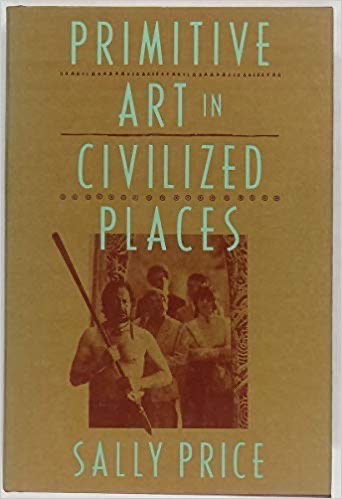 PRIMITIVE
ART IN
CIVILIZED
PLACES
SALLY PRICE